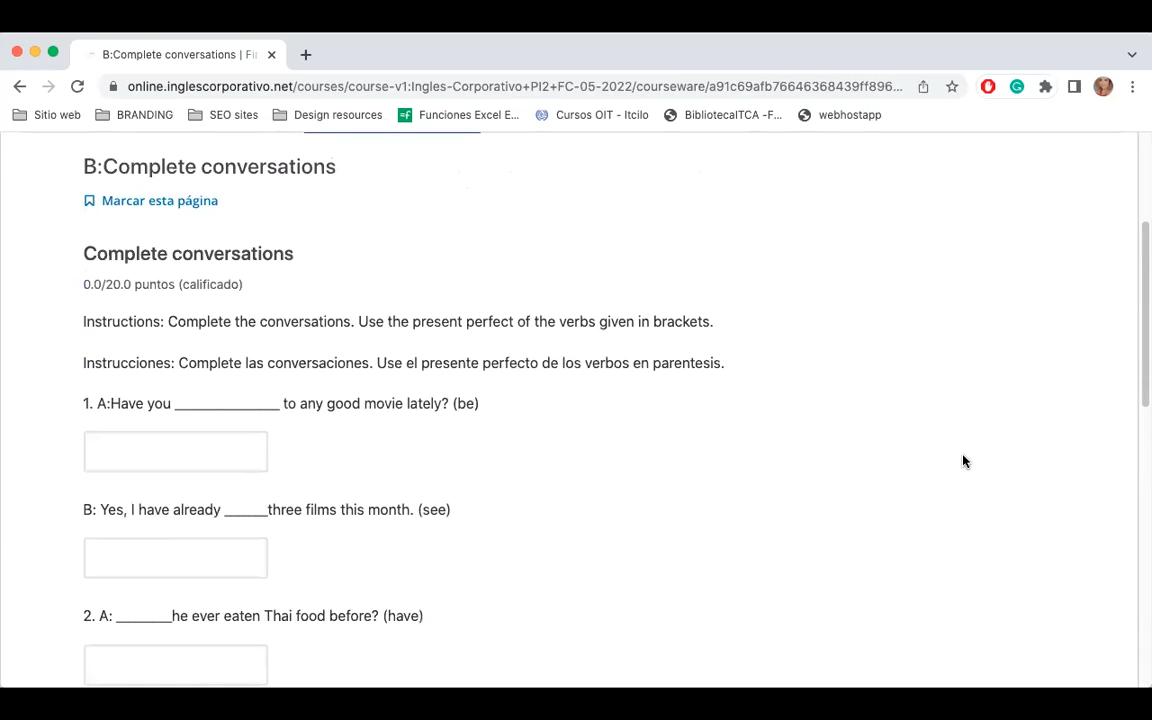 B:Complete conversations | Fi
online.inglescorporativo.net/courses/course-v1:Ingles-Corporativo+PI2+FC-05-2022/courseware/a91c69afb76646368439ff896...
Sitio web BRANDING SEO sites Design resources Funciones Excel E... Cursos OIT - Itcilo BibliotecaITCA -F... webhostapp
B:Complete conversations
Marcar esta página
Complete conversations
0.0/20.0 puntos (calificado)
Instructions: Complete the conversations. Use the present perfect of the verbs given in brackets.
Instrucciones: Complete las conversaciones. Use el presente perfecto de los verbos en parentesis.
1. A:Have you _______________ to any good movie lately? (be)
B: Yes, I have already ______three films this month. (see)
2. A: ________he ever eaten Thai food before? (have)